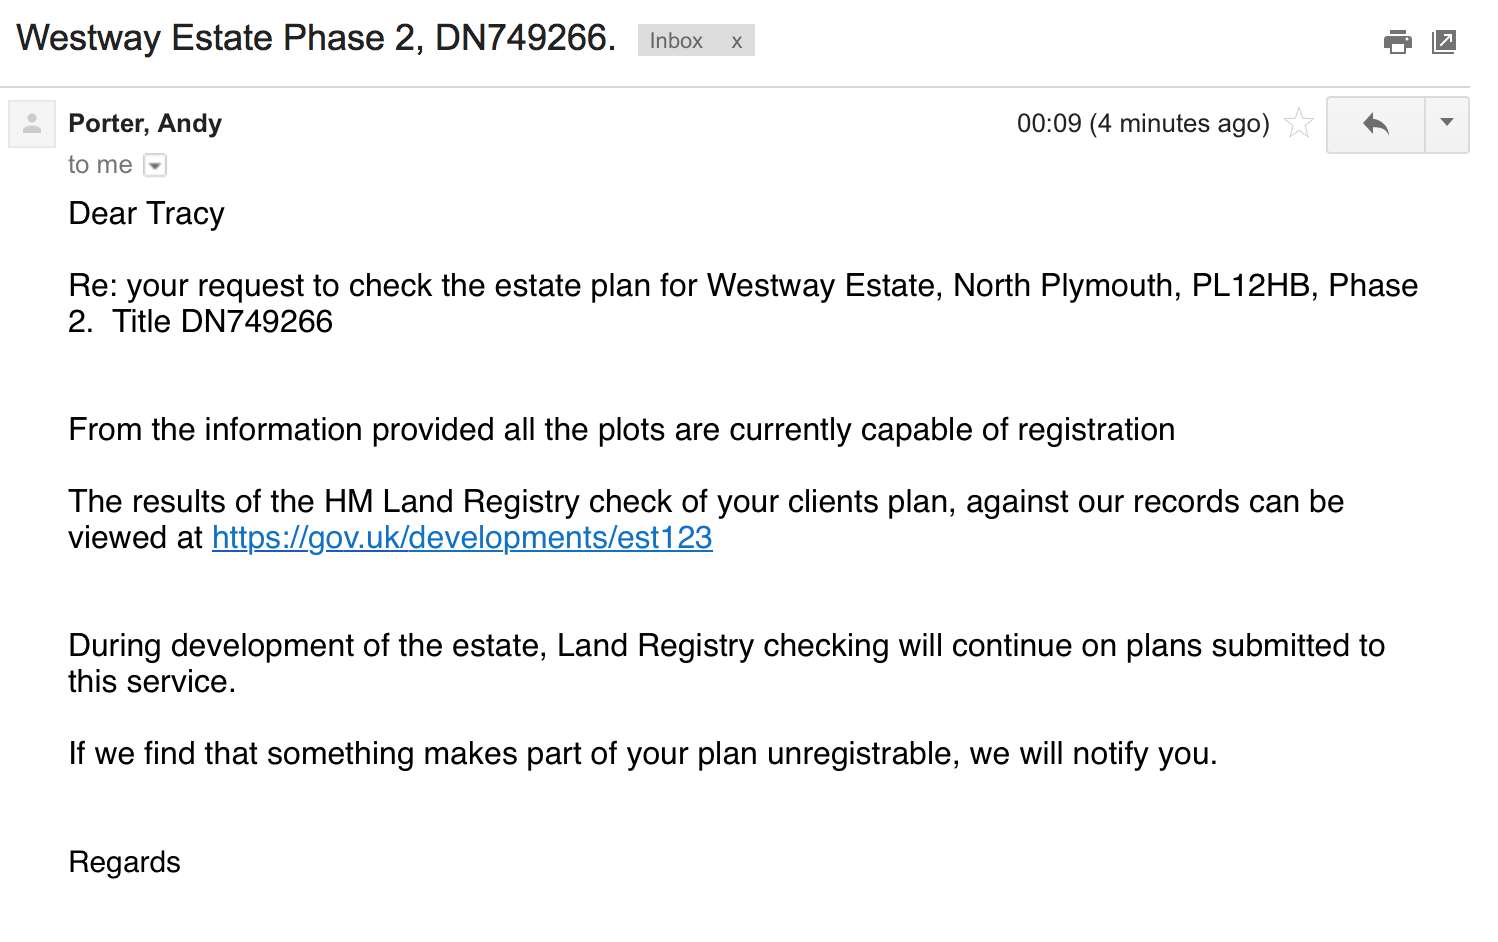 Westway Estate Phase 2, DN749266.
Inbox x
Porter, Andy
00:09 (4 minutes ago)
to me
Dear Tracy
Re: your request to check the estate plan for Westway Estate, North Plymouth, PL12HB, Phase
2.  Title DN749266
From the information provided all the plots are currently capable of registration
The results of the HM Land Registry check of your clients plan, against our records can be
viewed at https://gov.uk/developments/est123
During development of the estate, Land Registry checking will continue on plans submitted to
this service.
If we find that something makes part of your plan unregistrable, we will notify you.
Regards